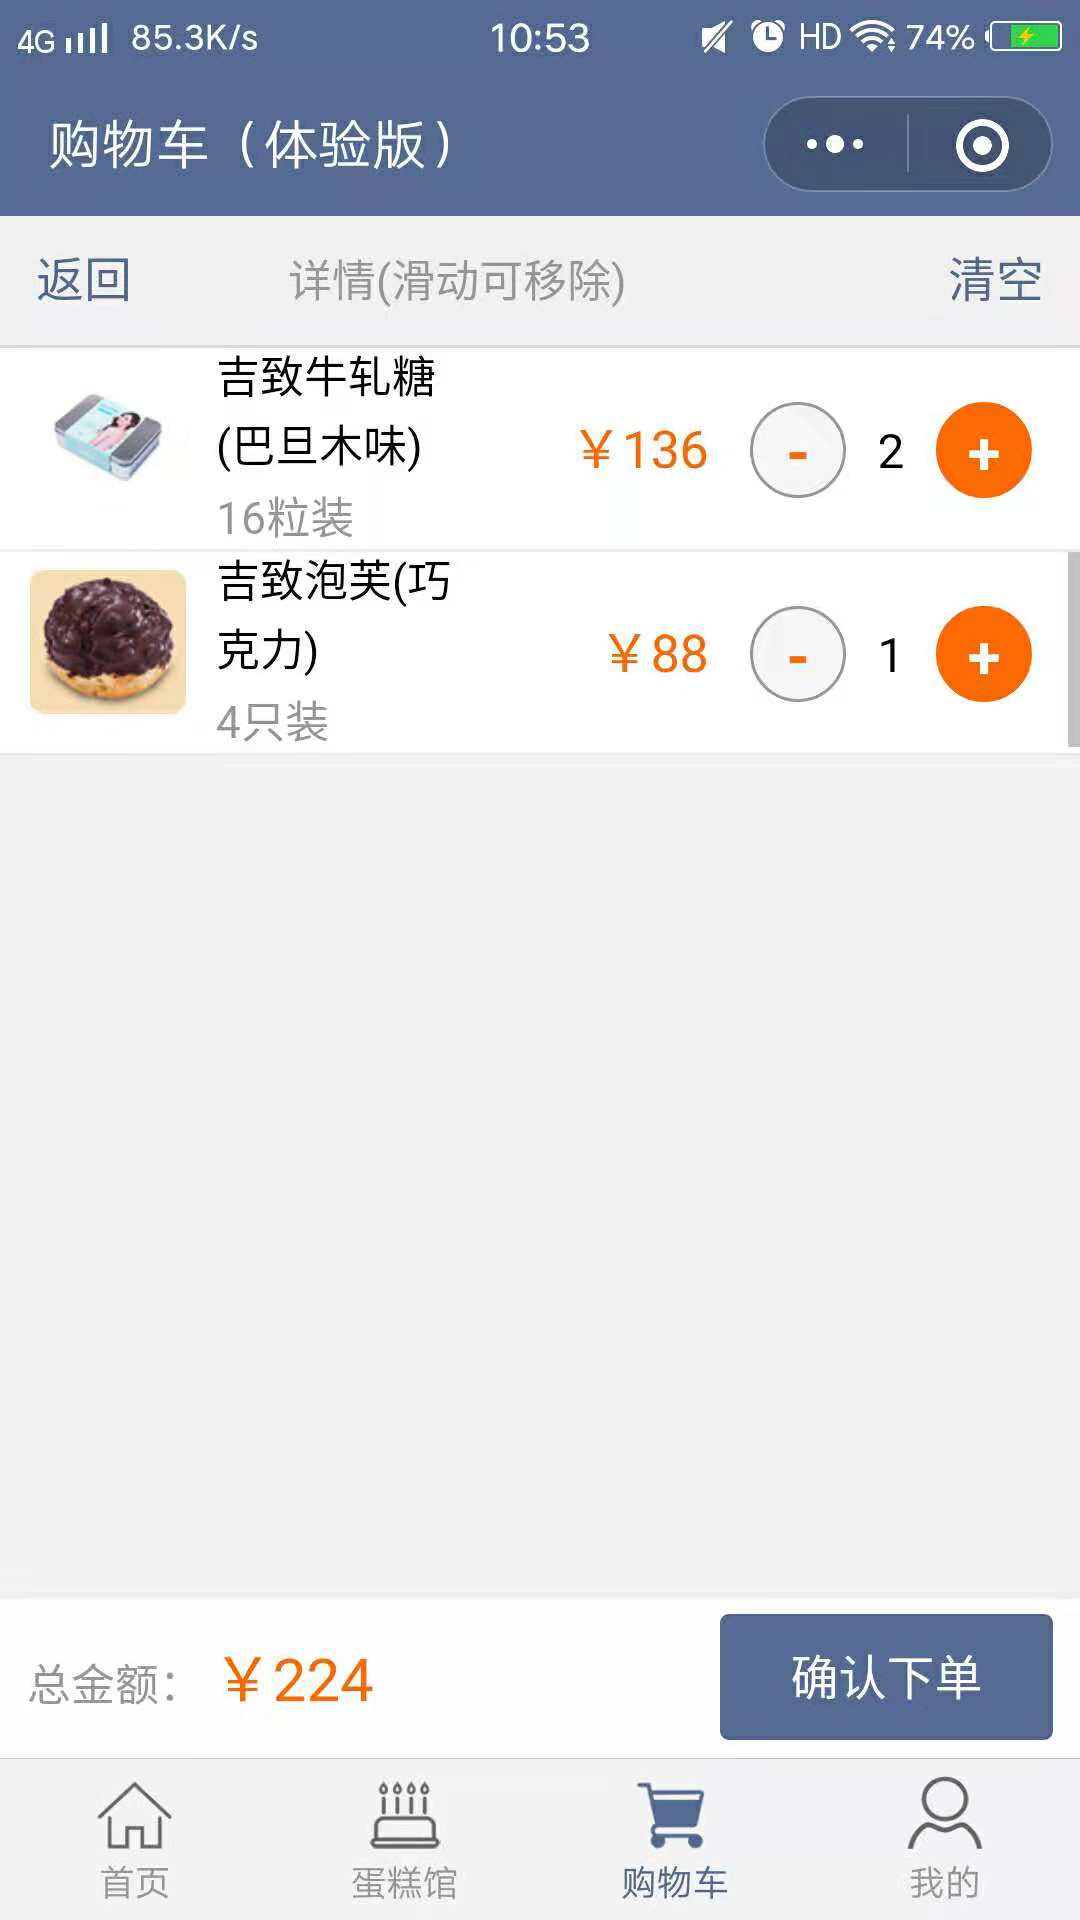 4G 85.3K/s 10:53 HD 74%
购物车（体验版）
返回 详情(滑动可移除) 清空
吉致牛轧糖
(巴旦木味)
16粒装
￥136 - 2 +
吉致泡芙(巧
克力)
4只装
￥88 - 1 +
总金额： ￥224 确认下单
首页 蛋糕馆 购物车 我的